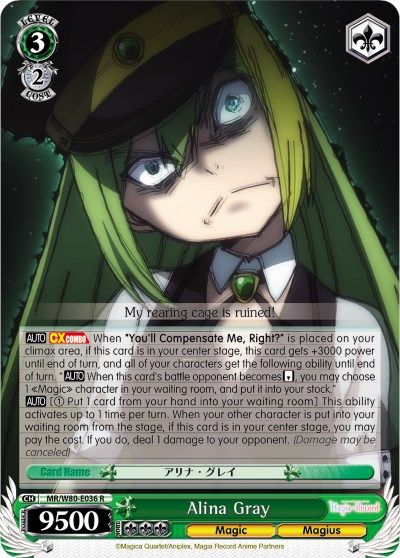 LEVEL
3
2
COST
My rearing cage is ruined!
AUTO CX COMBO When "You'll Compensate Me, Right?" is placed on your
climax area, if this card is in your center stage, this card gets +3000 power
until end of turn, and all of your characters get the following ability until end
of turn. "AUTO When this card's battle opponent becomes , you may choose
1 «Magic» character in your waiting room, and put it into your stock."
AUTO [① Put 1 card from your hand into your waiting room] This ability
activates up to 1 time per turn. When your other character is put into your
waiting room from the stage, if this card is in your center stage, you may
pay the cost. If you do, deal 1 damage to your opponent. (Damage may be
canceled)
Card Name
アリナ・グレイ
CH MR/W80-E036 R
Alina Gray
Magia Record
POWER
9500
SOUL
Magic
Magius
©Magica Quartet/Aniplex, Magia Record Anime Partners